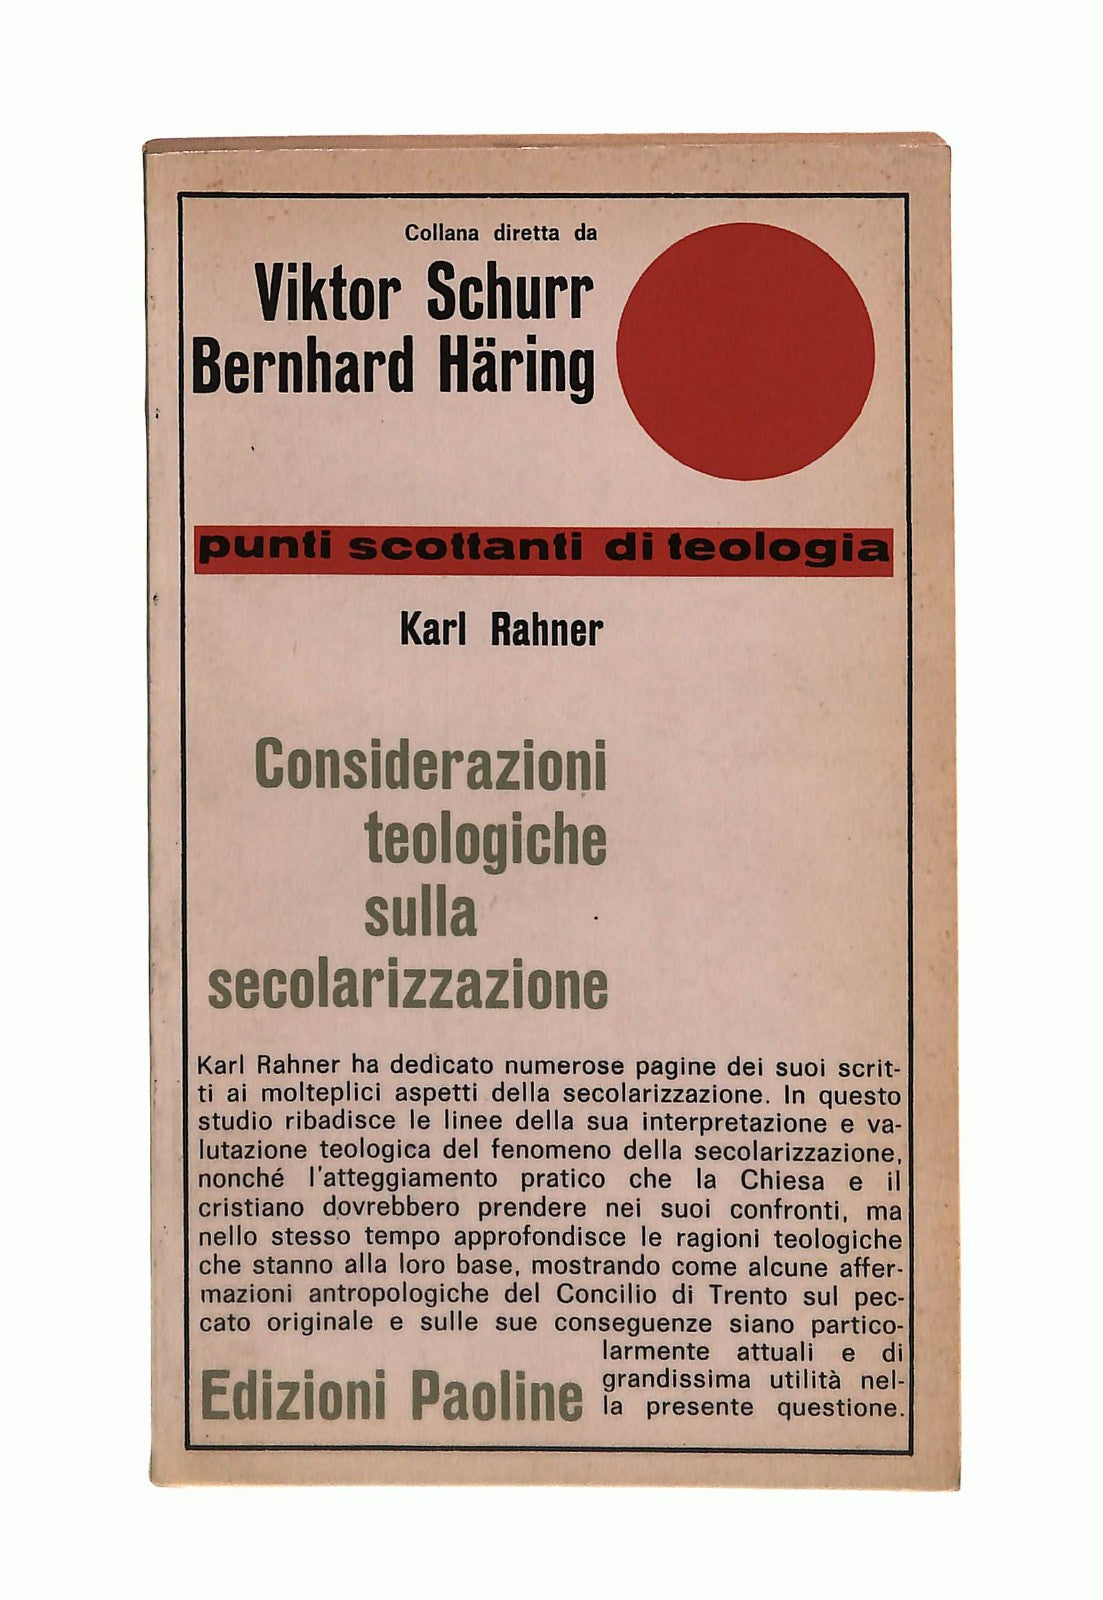 Collana diretta da
Viktor Schurr
Bernhard Häring
punti scottanti di teologia
Karl Rahner
Considerazioni
teologiche
sulla
secolarizzazione
Karl Rahner ha dedicato numerose pagine dei suoi scrit-
ti ai molteplici aspetti della secolarizzazione. In questo
studio ribadisce le linee della sua interpretazione e va-
lutazione teologica del fenomeno della secolarizzazione,
nonché l'atteggiamento pratico che la Chiesa e il
cristiano dovrebbero prendere nei suoi confronti, ma
nello stesso tempo approfondisce le ragioni teologiche
che stanno alla loro base, mostrando come alcune affer-
mazioni antropologiche del Concilio di Trento sul pec-
cato originale e sulle sue conseguenze siano partico-
larmente attuali e di
grandissima utilità nel-
la presente questione.
Edizioni Paoline